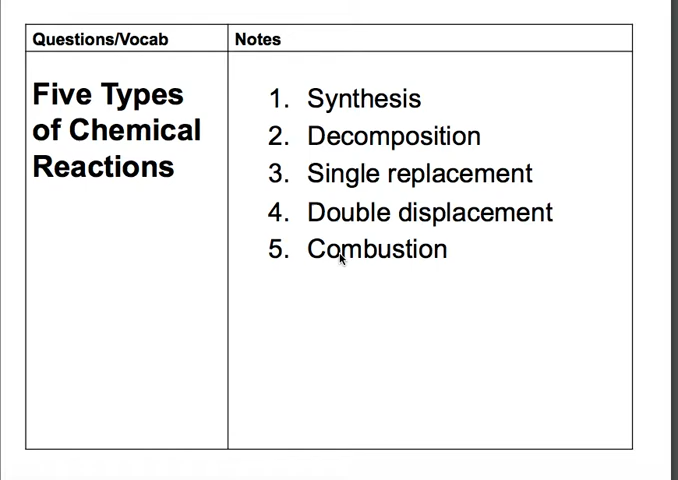 Questions/Vocab
Notes
Five Types
of Chemical
Reactions
1. Synthesis
2. Decomposition
3. Single replacement
4. Double displacement
5. Combustion